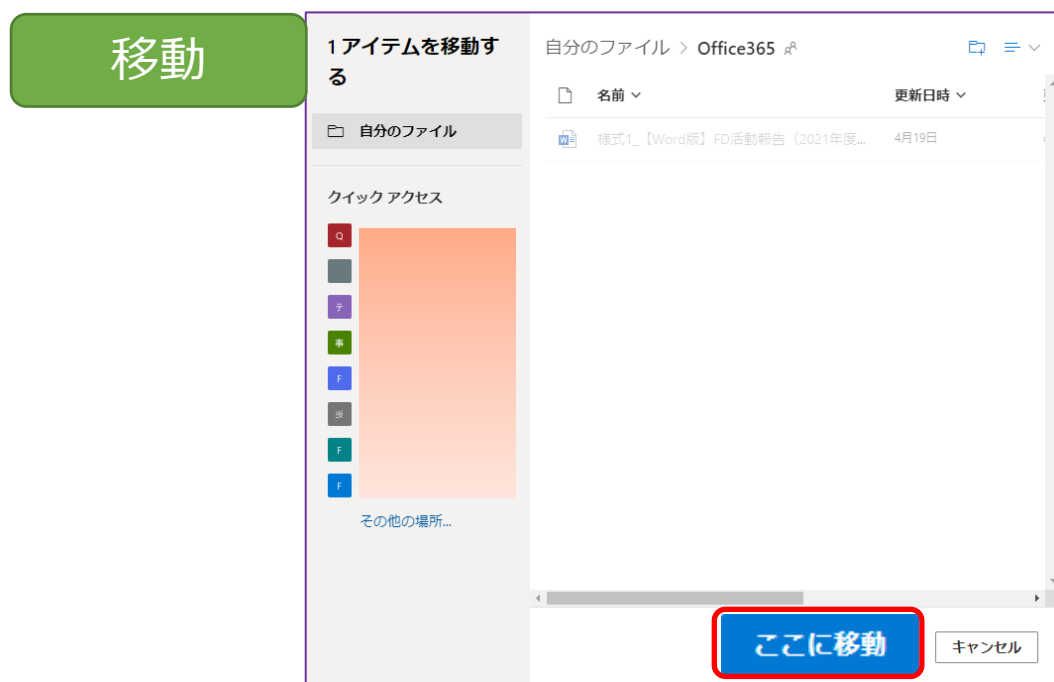 移動
1 アイテムを移動す
る
自分のファイル
クイック アクセス
Q
テ
事
F
F
F
その他の場所...
自分のファイル > Office365
名前
更新日時
様式1_【Word版】FD活動報告（2021年度...
4月19日
ここに移動
キャンセル